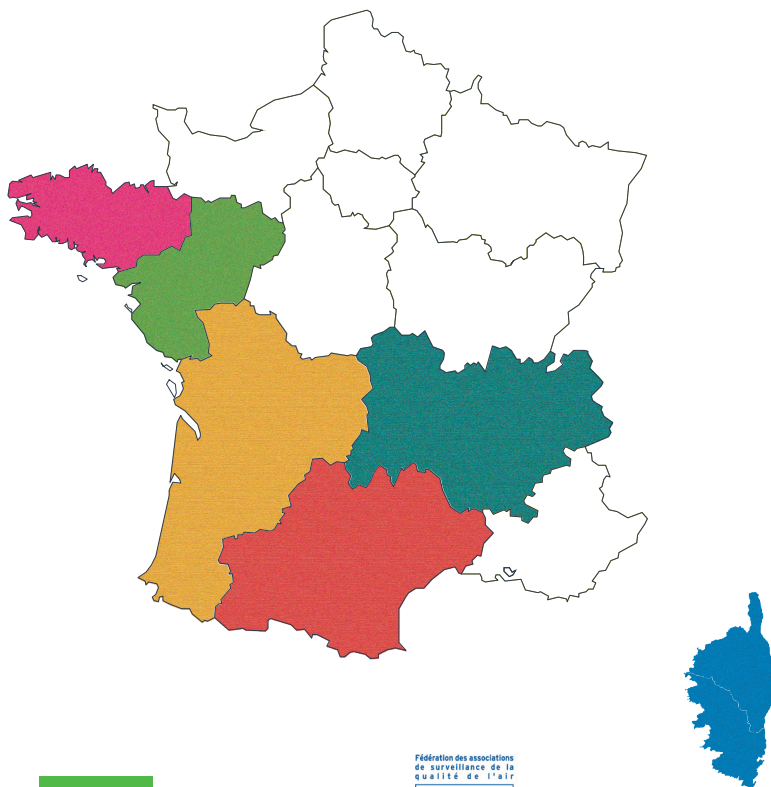 Fédération des associations
de surveillance de la
qualité de l'air